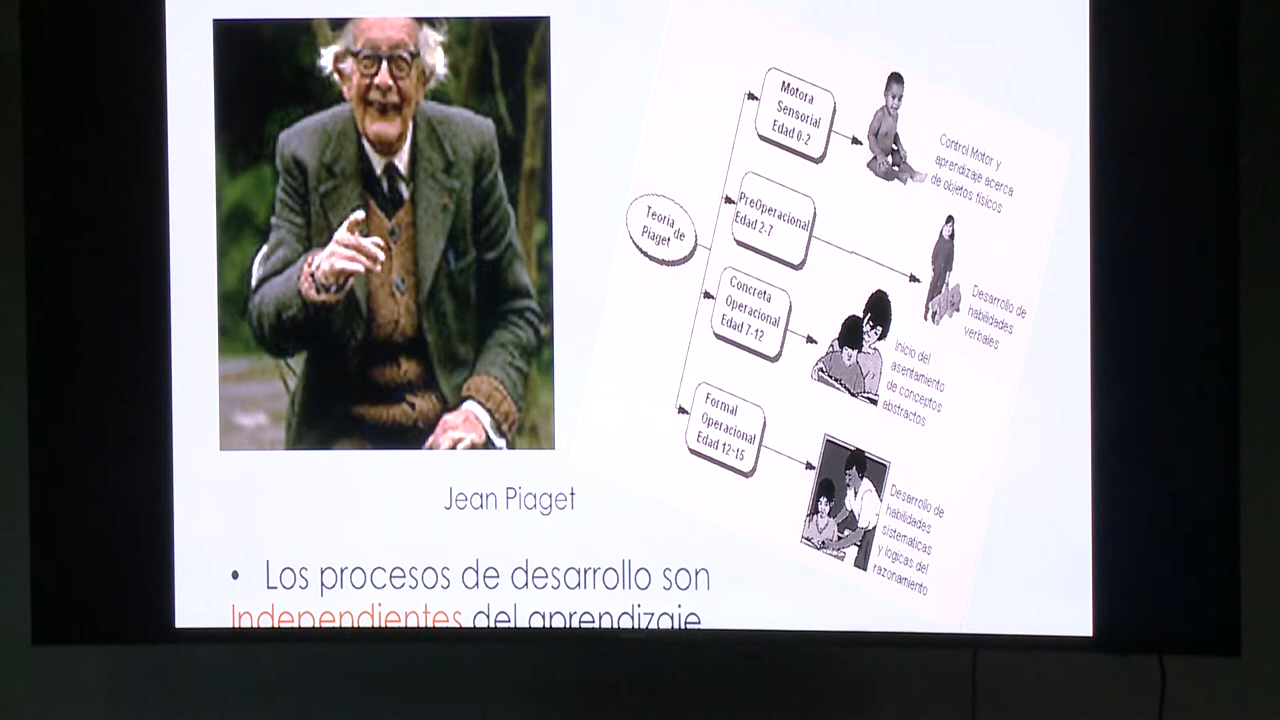 Motora
Sensorial
Edad 0-2
Control Motor y
aprendizaje acerca
de objetos físicos
Teoria de
Piaget
PreOperacional
Edad 2-7
Desarrollo de
habilidades
verbales
Concreta
Operacional
Edad 7-12
Inicio del
asentamiento
de conceptos
abstractos
Formal
Operacional
Edad 12-15
Desarrollo de
habilidades
sistematicas
y logicas del
razonamiento
Jean Piaget
• Los procesos de desarrollo son
Independientes del aprendizaje